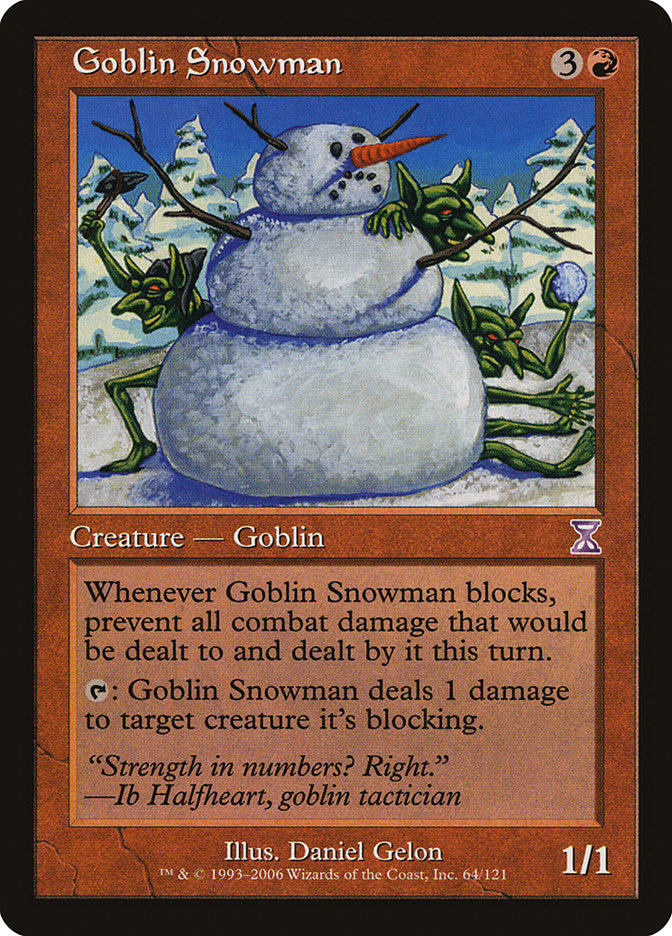 Goblin Snowman
3
Creature — Goblin
Whenever Goblin Snowman blocks,
prevent all combat damage that would
be dealt to and dealt by it this turn.
: Goblin Snowman deals 1 damage
to target creature it's blocking.
“Strength in numbers? Right.”
—Ib Halfheart, goblin tactician
Illus. Daniel Gelon
1/1
™ & © 1993–2006 Wizards of the Coast, Inc. 64/121